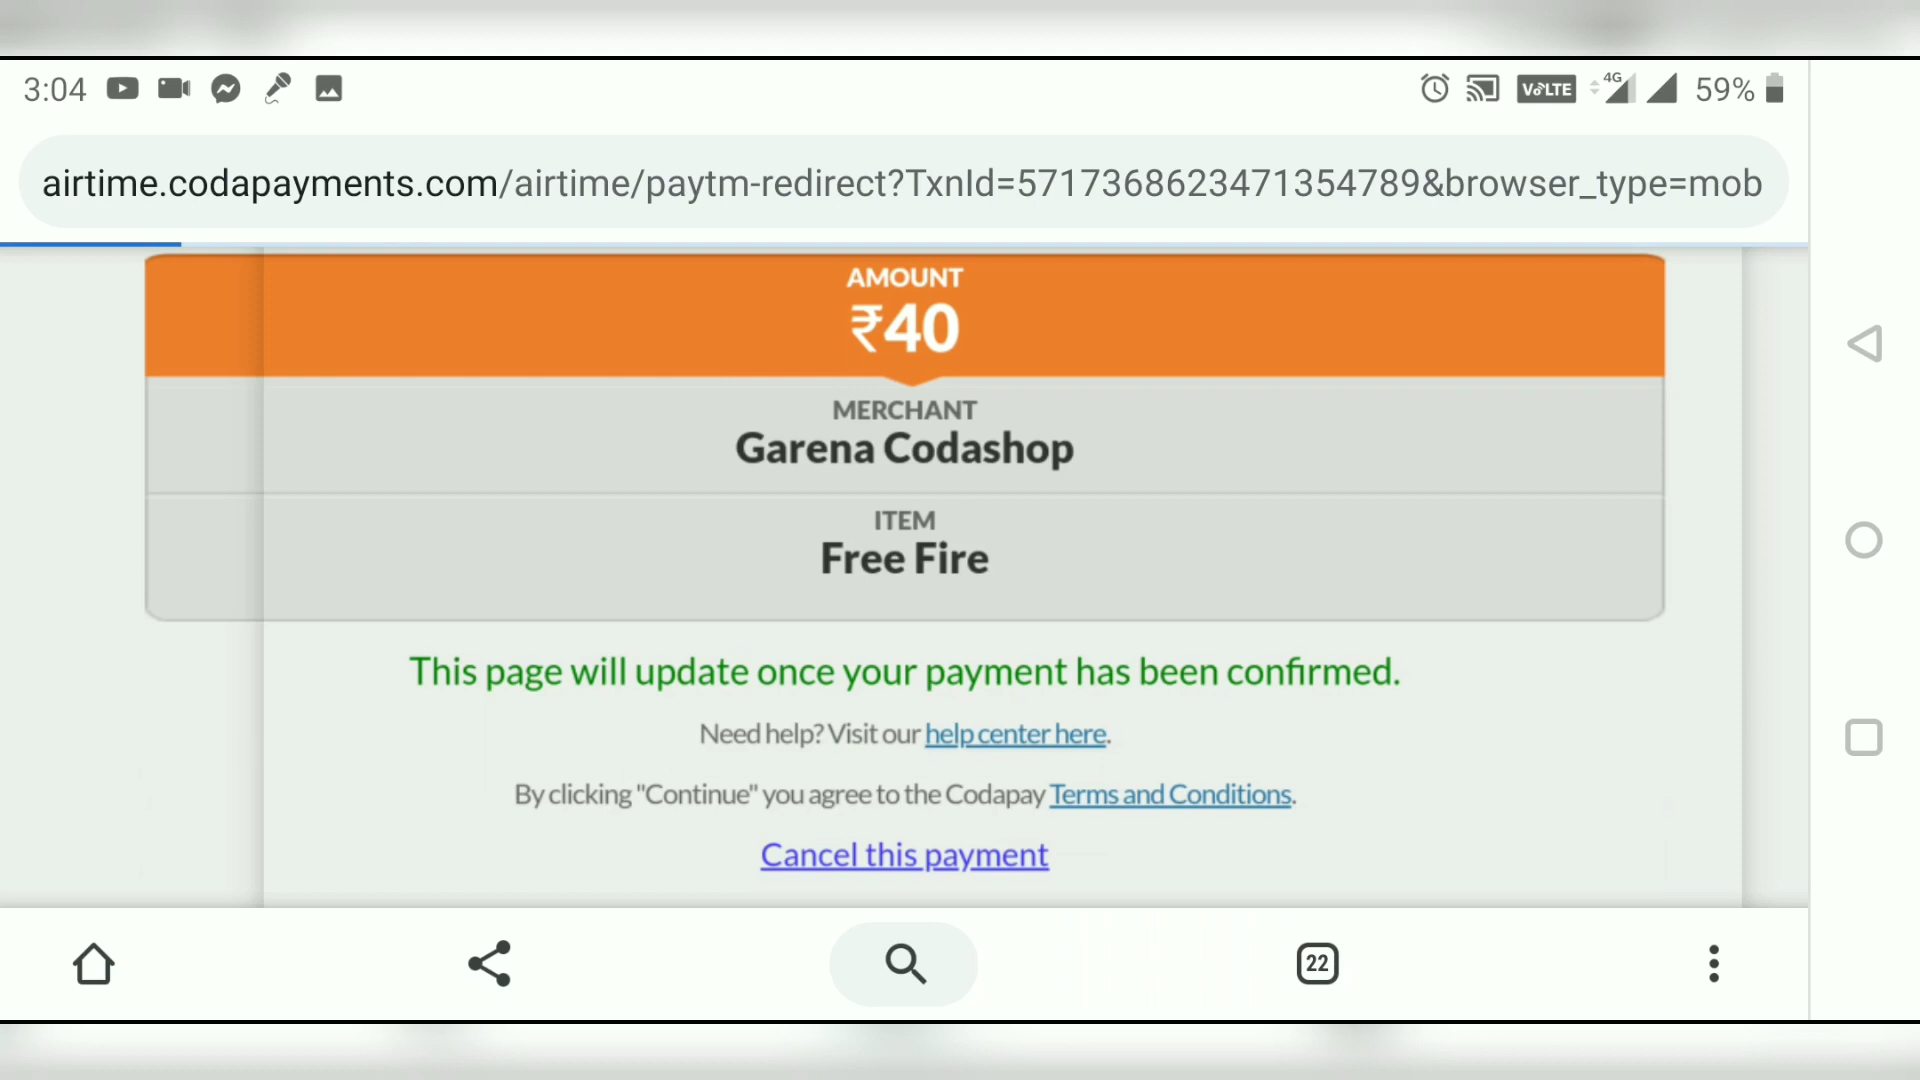 3:04
VoLTE 4G 59%
airtime.codapayments.com/airtime/paytm-redirect?TxnId=5717368623471354789&browser_type=mob
AMOUNT
₹40
MERCHANT
Garena Codashop
ITEM
Free Fire
This page will update once your payment has been confirmed.
Need help? Visit our help center here.
By clicking "Continue" you agree to the Codapay Terms and Conditions.
Cancel this payment
22